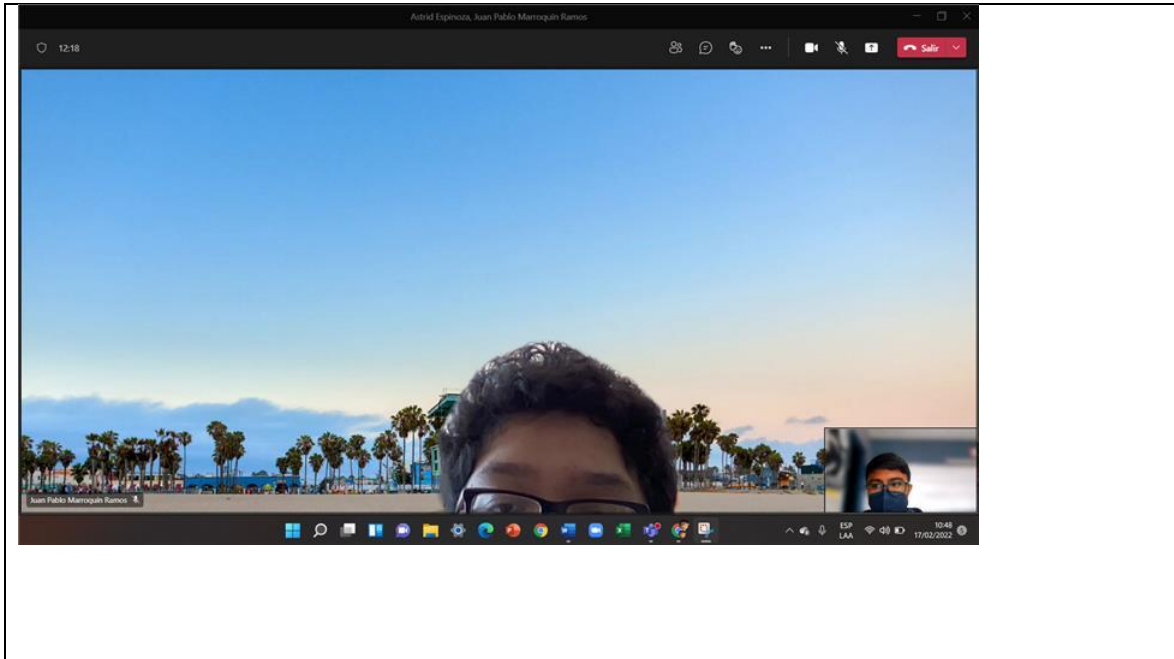 Astrid Espinoza, Juan Pablo Marroquin Ramos
12:18
Salir
Juan Pablo Marroquin Ramos
ESP
LAA
10:48
17/02/2022